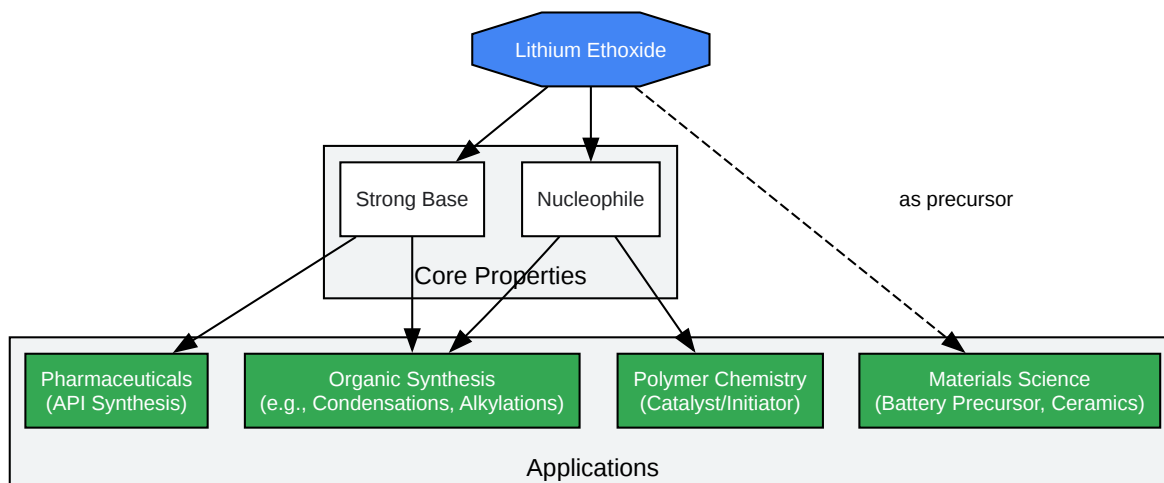 Lithium Ethoxide
Strong Base
Nucleophile
as precursor
Core Properties
Pharmaceuticals
(API Synthesis)
Organic Synthesis
(e.g., Condensations, Alkylations)
Polymer Chemistry
(Catalyst/Initiator)
Materials Science
(Battery Precursor, Ceramics)
Applications